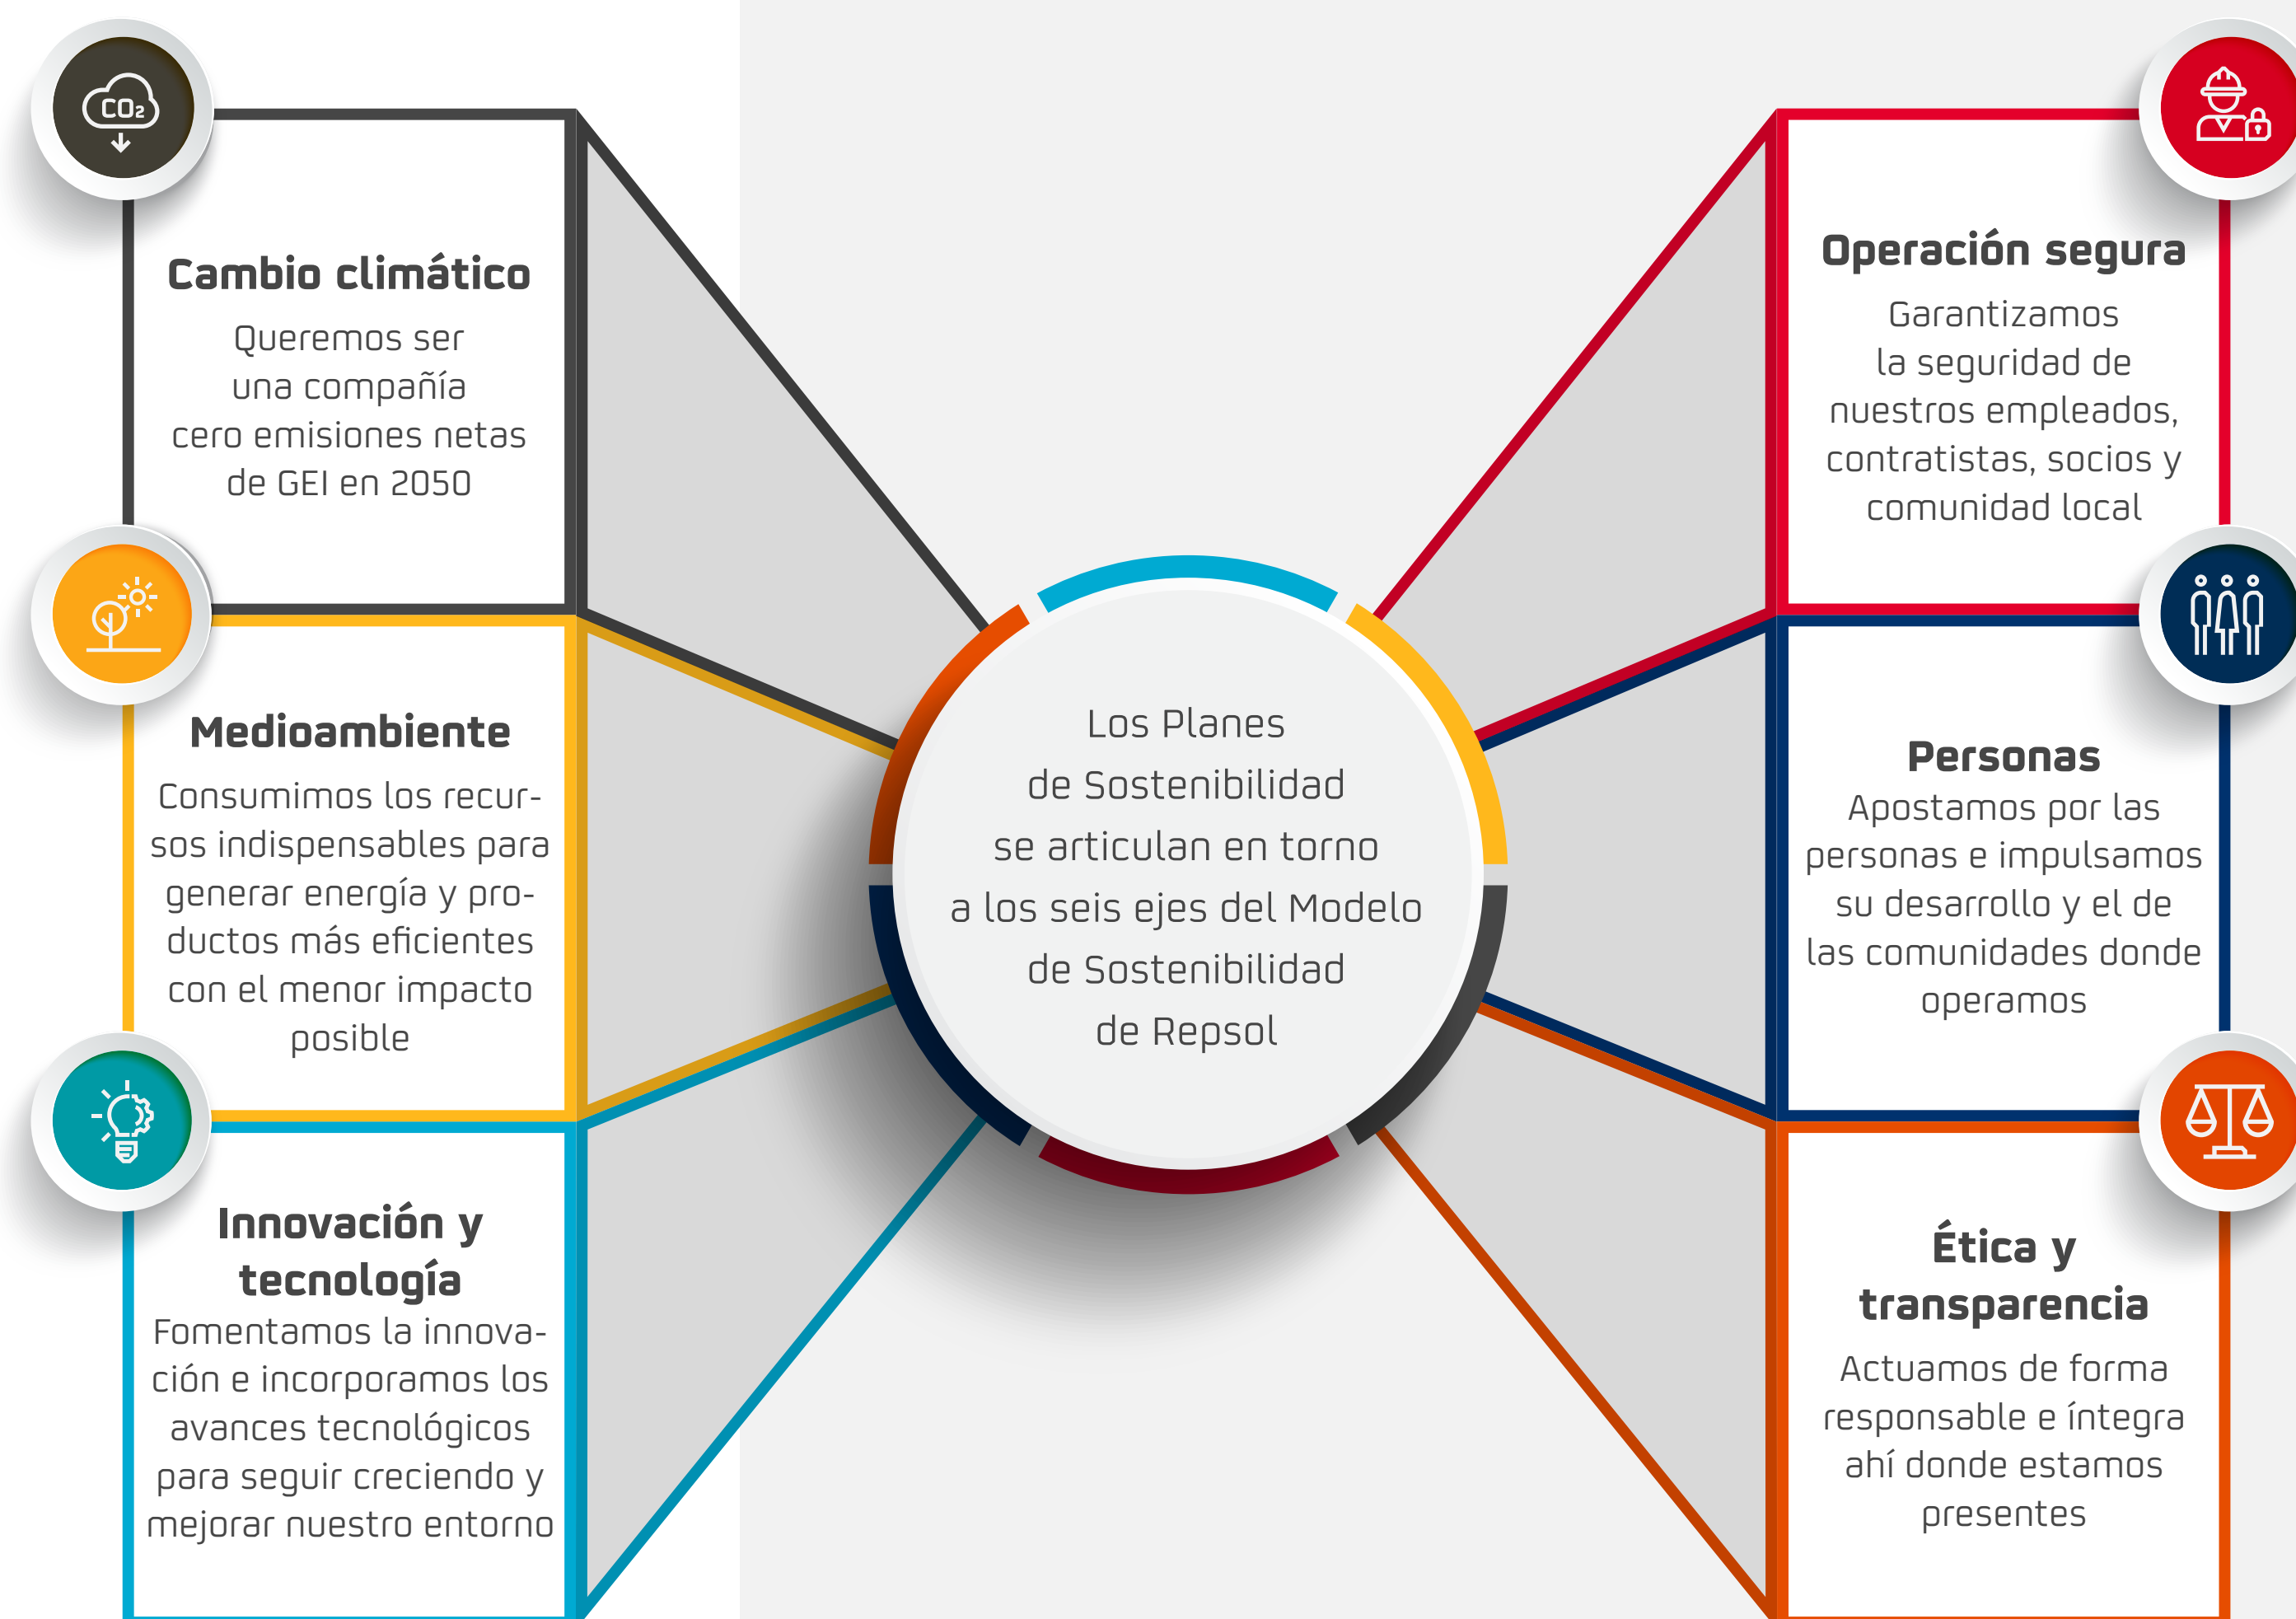 CO₂
Cambio climático
Queremos ser
una compañía
cero emisiones netas
de GEI en 2050
Medioambiente
Consumimos los recur-
sos indispensables para
generar energía y pro-
ductos más eficientes
con el menor impacto
posible
Innovación y
tecnología
Fomentamos la innova-
ción e incorporamos los
avances tecnológicos
para seguir creciendo y
mejorar nuestro entorno
Los Planes
de Sostenibilidad
se articulan en torno
a los seis ejes del Modelo
de Sostenibilidad
de Repsol
Operación segura
Garantizamos
la seguridad de
nuestros empleados,
contratistas, socios y
comunidad local
Personas
Apostamos por las
personas e impulsamos
su desarrollo y el de
las comunidades donde
operamos
Ética y
transparencia
Actuamos de forma
responsable e íntegra
ahí donde estamos
presentes